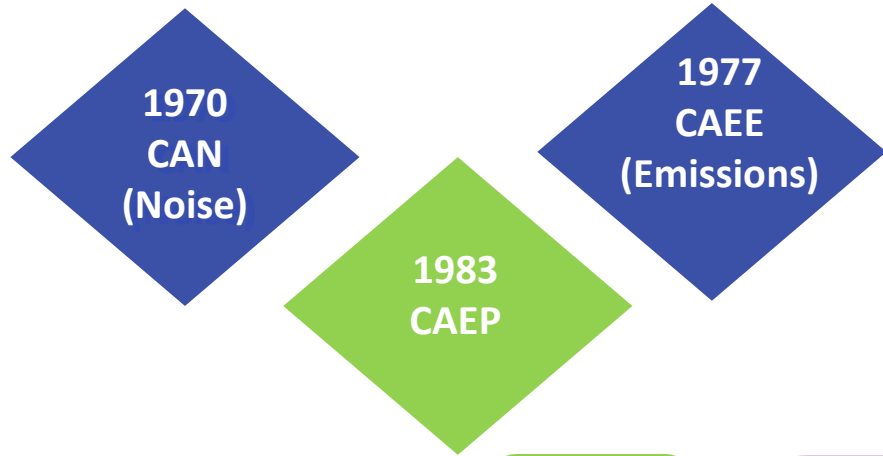 1970
CAN
(Noise)
1977
CAEE
(Emissions)
1983
CAEP